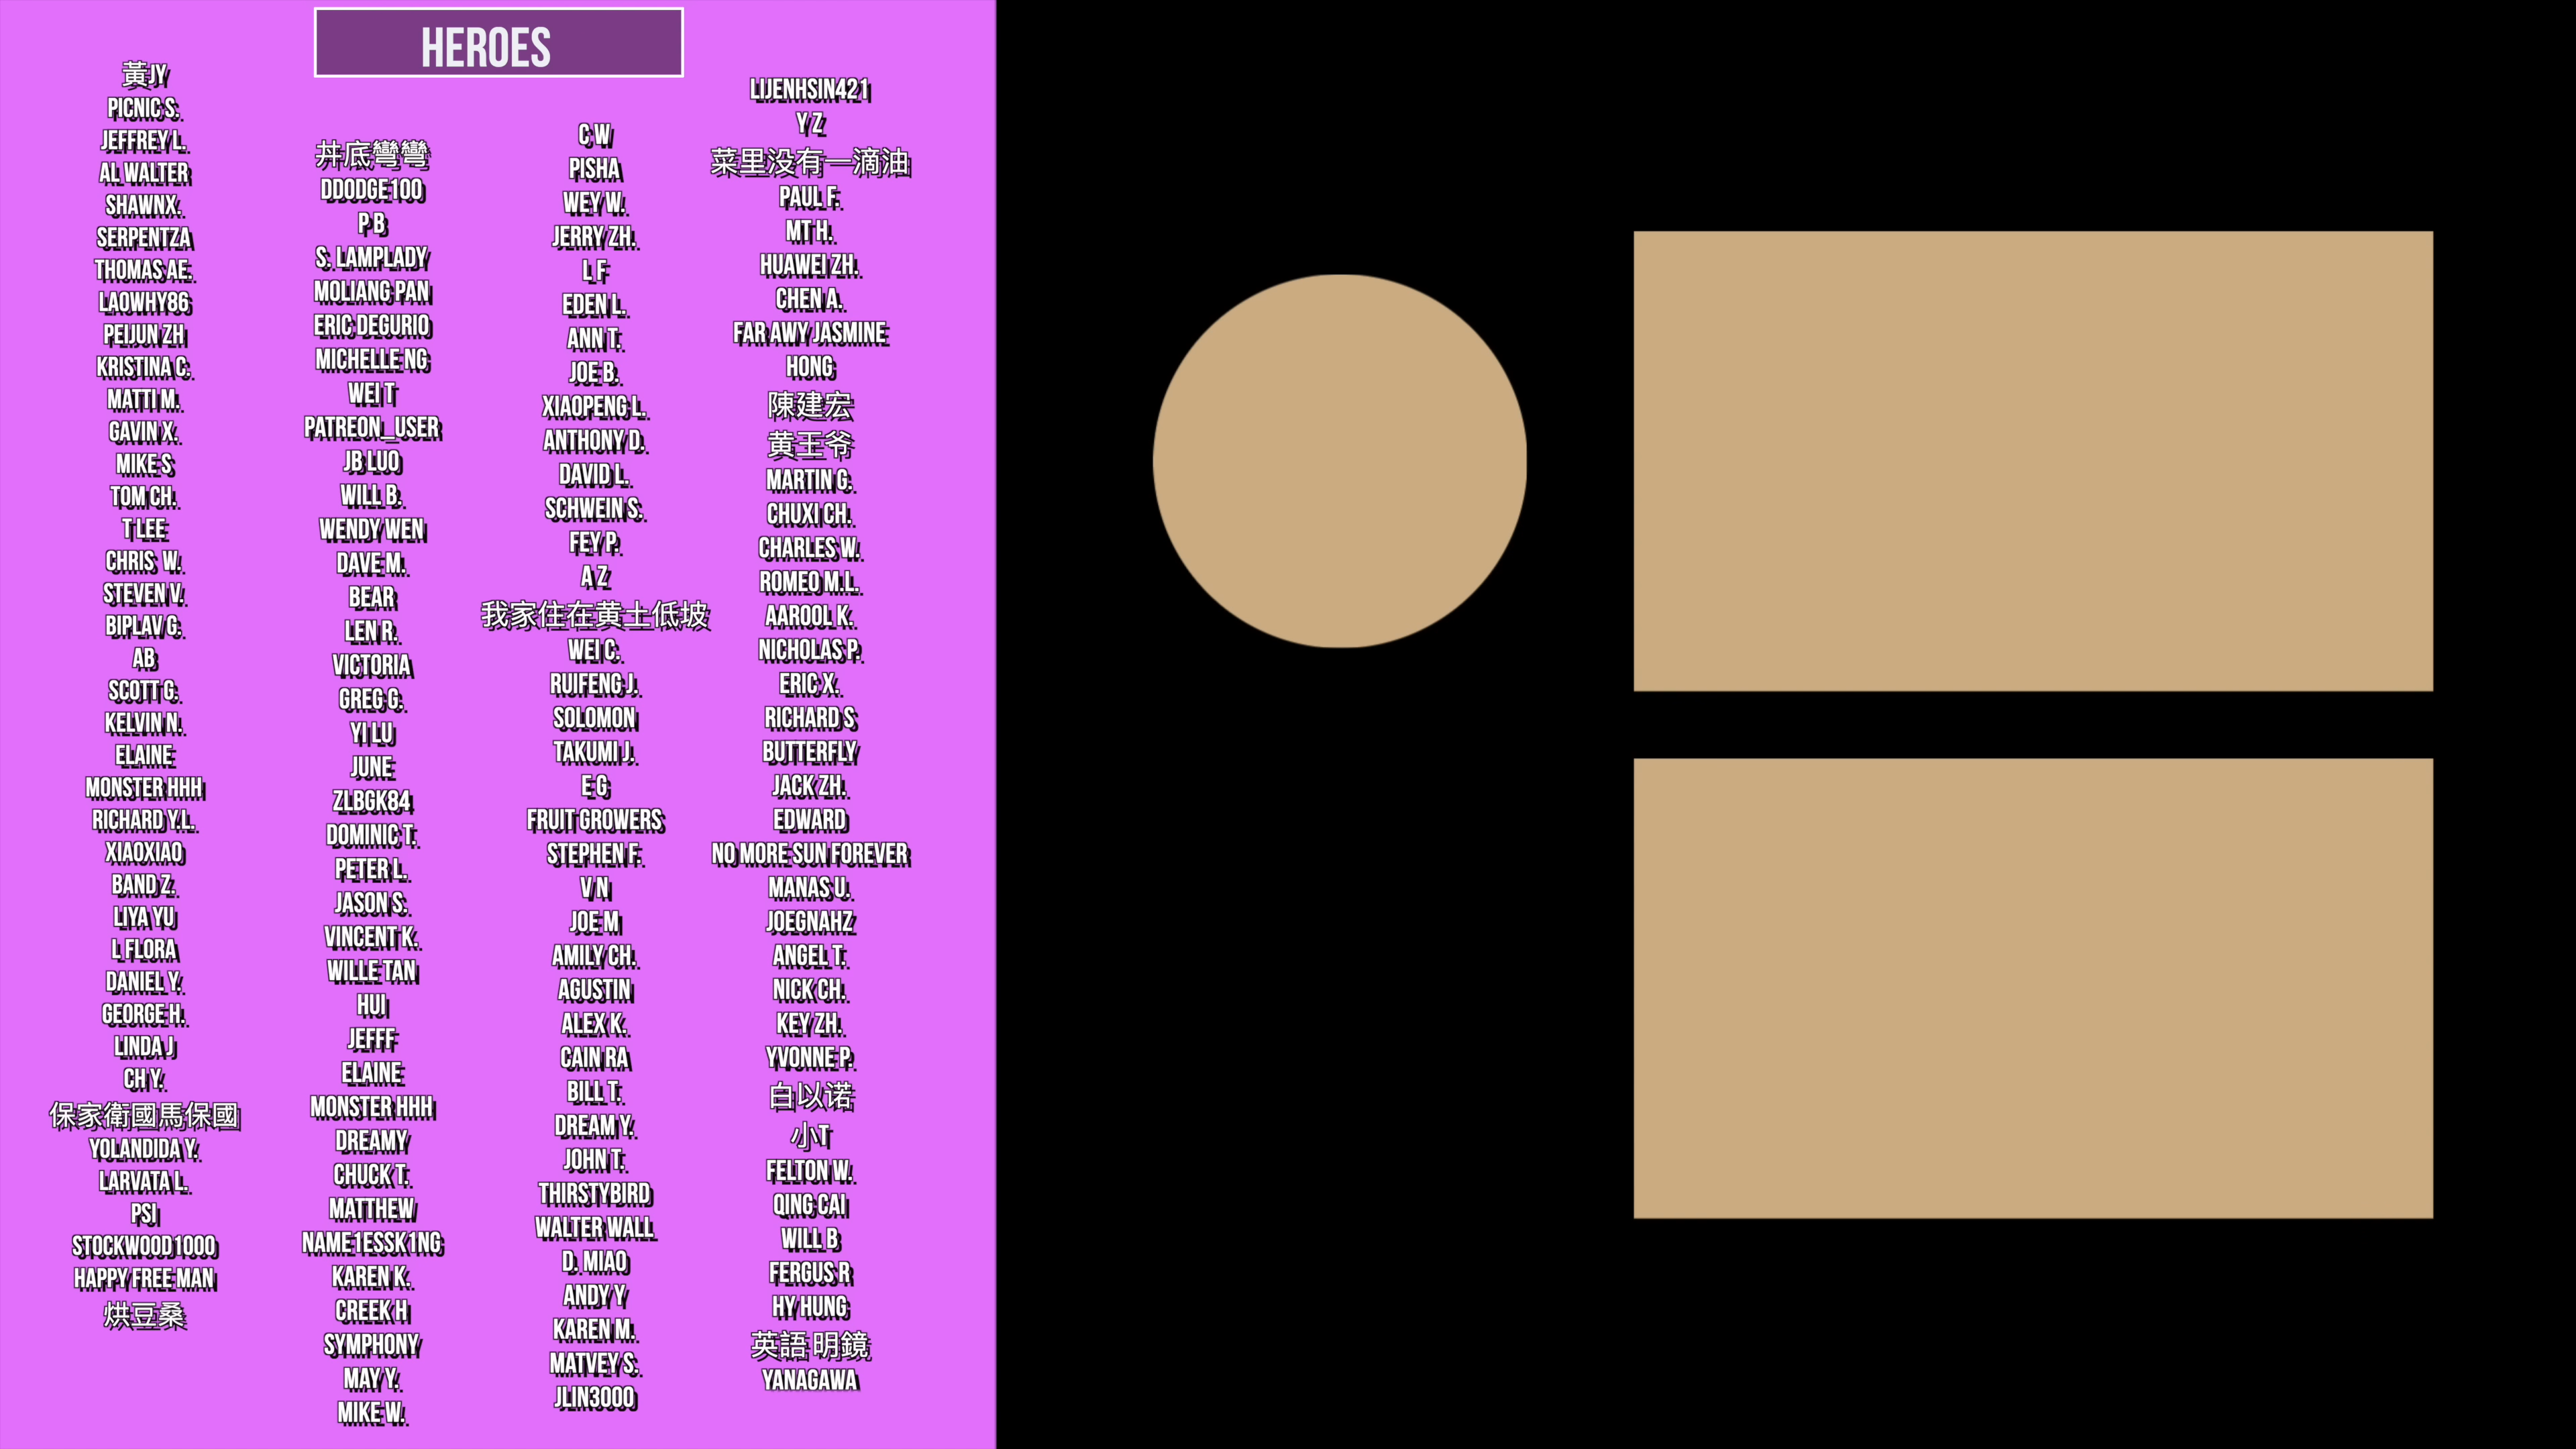 HEROES
黃JY
PICNIC S.
JEFFREY L.
AL WALTER
SHAWNX.
SERPENTZA
THOMAS AE.
LAOWHY86
PEIJUN ZH
KRISTINA C.
MATTI M.
GAVIN X.
MIKE S
TOM CH.
T LEE
CHRIS W.
STEVEN V.
BIPLAV G.
AB
SCOTT G.
KELVIN N.
ELAINE
MONSTER HHH
RICHARD Y.L.
XIAOXIAO
BAND Z.
LIYA YU
L FLORA
DANIEL Y.
GEORGE H.
LINDA J
CH Y.
保家衛國馬保國
YOLANDIDA Y.
LARVATA L.
PSI
STOCKWOOD1000
HAPPY FREE MAN
烘豆桑
丼底彎彎
DDODGE100
P B
S. LAMPLADY
MOLIANG PAN
ERIC DEGURIO
MICHELLE NG
WEI T
PATREON_USER
JB LUO
WILL B.
WENDY WEN
DAVE M.
BEAR
LEN R.
VICTORIA
GREG G.
YI LU
JUNE
ZLBGK84
DOMINIC T.
PETER L.
JASON S.
VINCENT K.
WILLE TAN
HUI
JEFFF
ELAINE
MONSTER HHH
DREAMY
CHUCK T.
MATTHEW
NAME1ESSK1NG
KAREN K.
CREEK H
SYMPHONY
MAY Y.
MIKE W.
C W
PISHA
WEY W.
JERRY ZH.
L F
EDEN L.
ANN T.
JOE B.
XIAOPENG L.
ANTHONY D.
DAVID L.
SCHWEIN S.
FEY P.
A Z
我家住在黄土低坡
WEI C.
RUIFENG J.
SOLOMON
TAKUMI J.
E G
FRUIT GROWERS
STEPHEN F.
V N
JOE M
AMILY CH.
AGUSTIN
ALEX K.
CAIN RA
BILL T.
DREAM Y.
JOHN T.
THIRSTYBIRD
WALTER WALL
D. MIAO
ANDY Y
KAREN M.
MATVEY S.
JLIN3000
LIJENHSIN421
Y Z
菜里没有一滴油
PAUL F.
MT H.
HUAWEI ZH.
CHEN A.
FAR AWY JASMINE
HONG
陳建宏
黄王爷
MARTIN G.
CHUXI CH.
CHARLES W.
ROMEO M.L.
AAROOL K.
NICHOLAS P.
ERIC X.
RICHARD S
BUTTERFLY
JACK ZH.
EDWARD
NO MORE SUN FOREVER
MANAS U.
JOEGNAHZ
ANGEL T.
NICK CH.
KEY ZH.
YVONNE P.
白以诺
小T
FELTON W.
QING CAI
WILL B
FERGUS R
HY HUNG
英語 明鏡
YANAGAWA